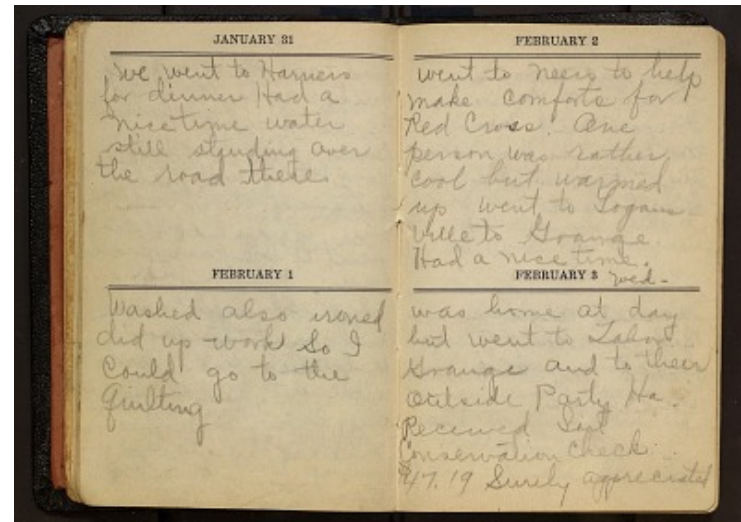 JANUARY 31
We went to Harners
for dinner Had a
nice time water
still standing over
the road there.
FEBRUARY 1
Washed also ironed
did up work So I
could go to the
Quilting
FEBRUARY 2
went to to help
make comforts for
Red Cross. One
person was rather
cool but warmed
up went to Logans
ville to Grange.
Had a nice time.
FEBRUARY 3 Wed-
was home at day
but went to Labor
Grange and to their
outside Party Ha.
Received Soil
Conservation check
47.19 Surely appreciated